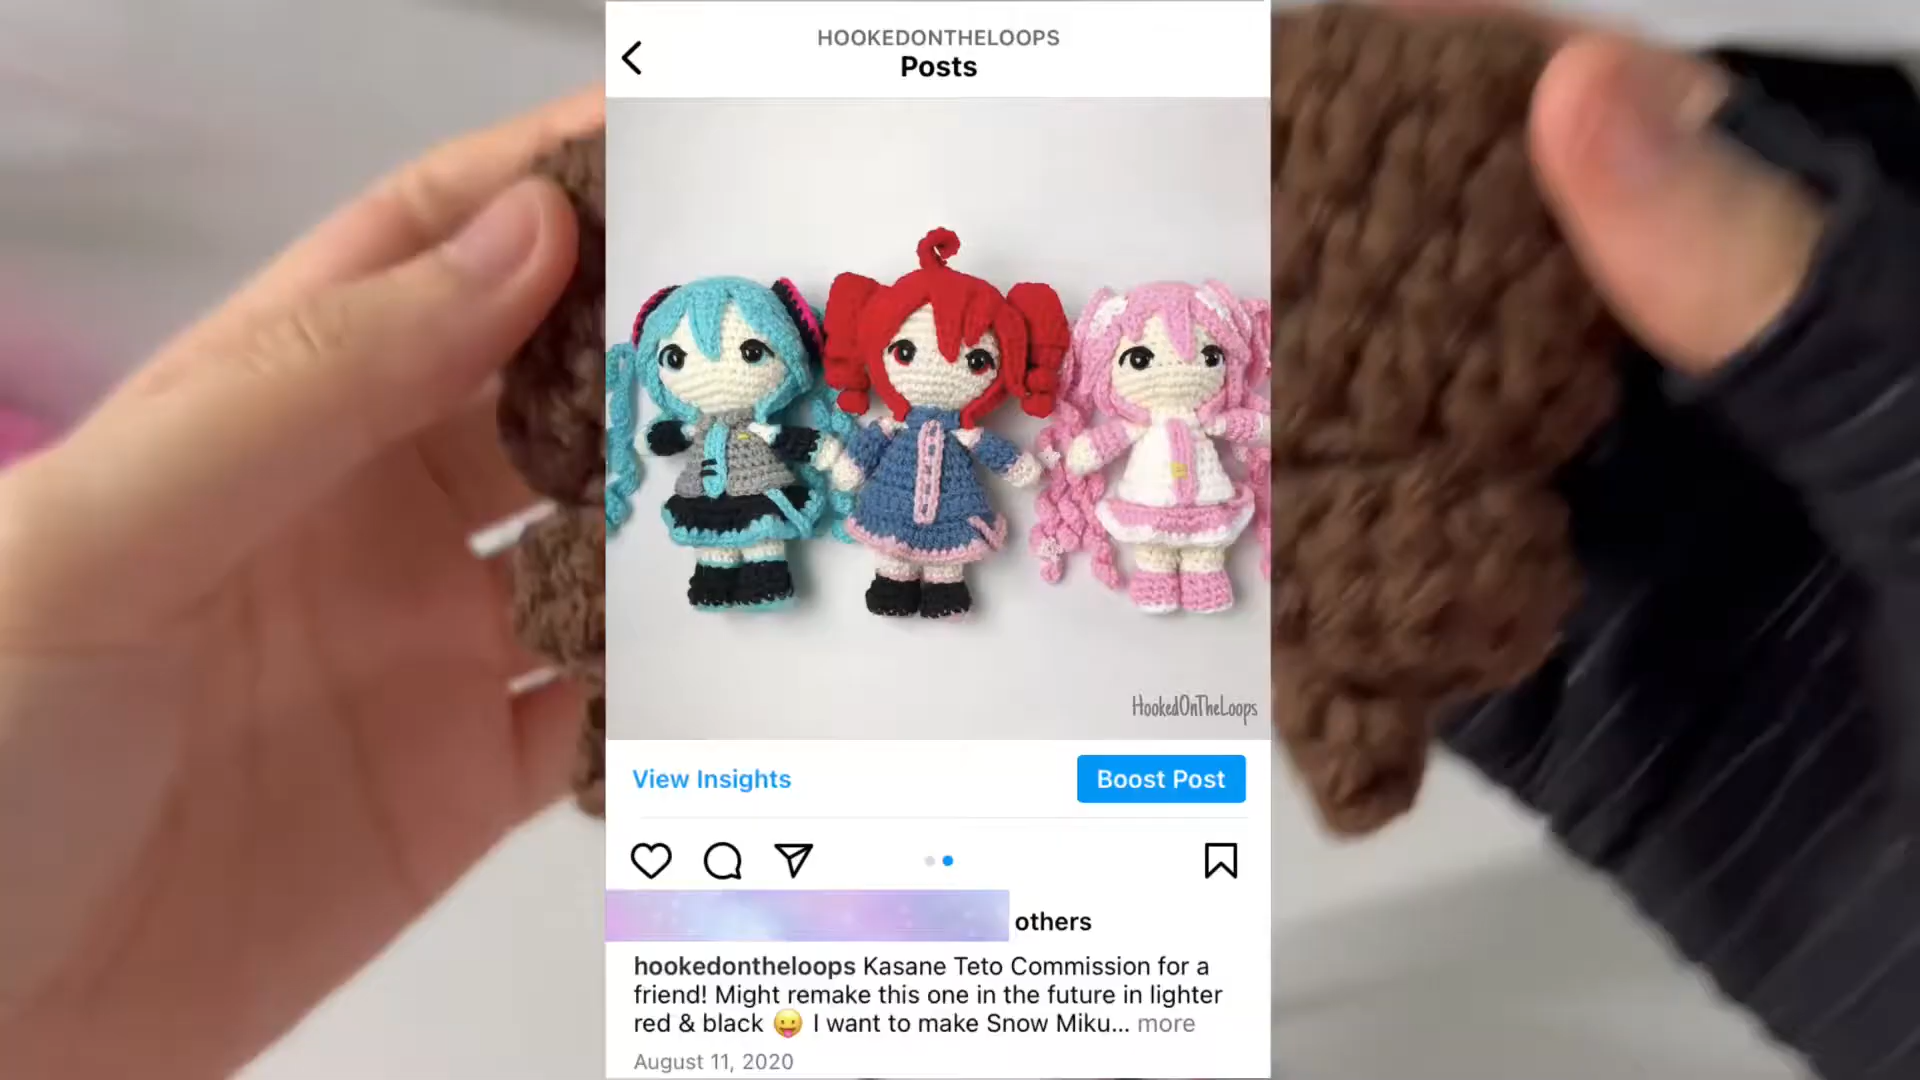 HOOKEDONTHELOOPS
Posts
HookedOnTheLoops
View Insights
Boost Post
others
hookedontheloops Kasane Teto Commission for a
friend! Might remake this one in the future in lighter
red & black 😛 I want to make Snow Miku... more
August 11, 2020